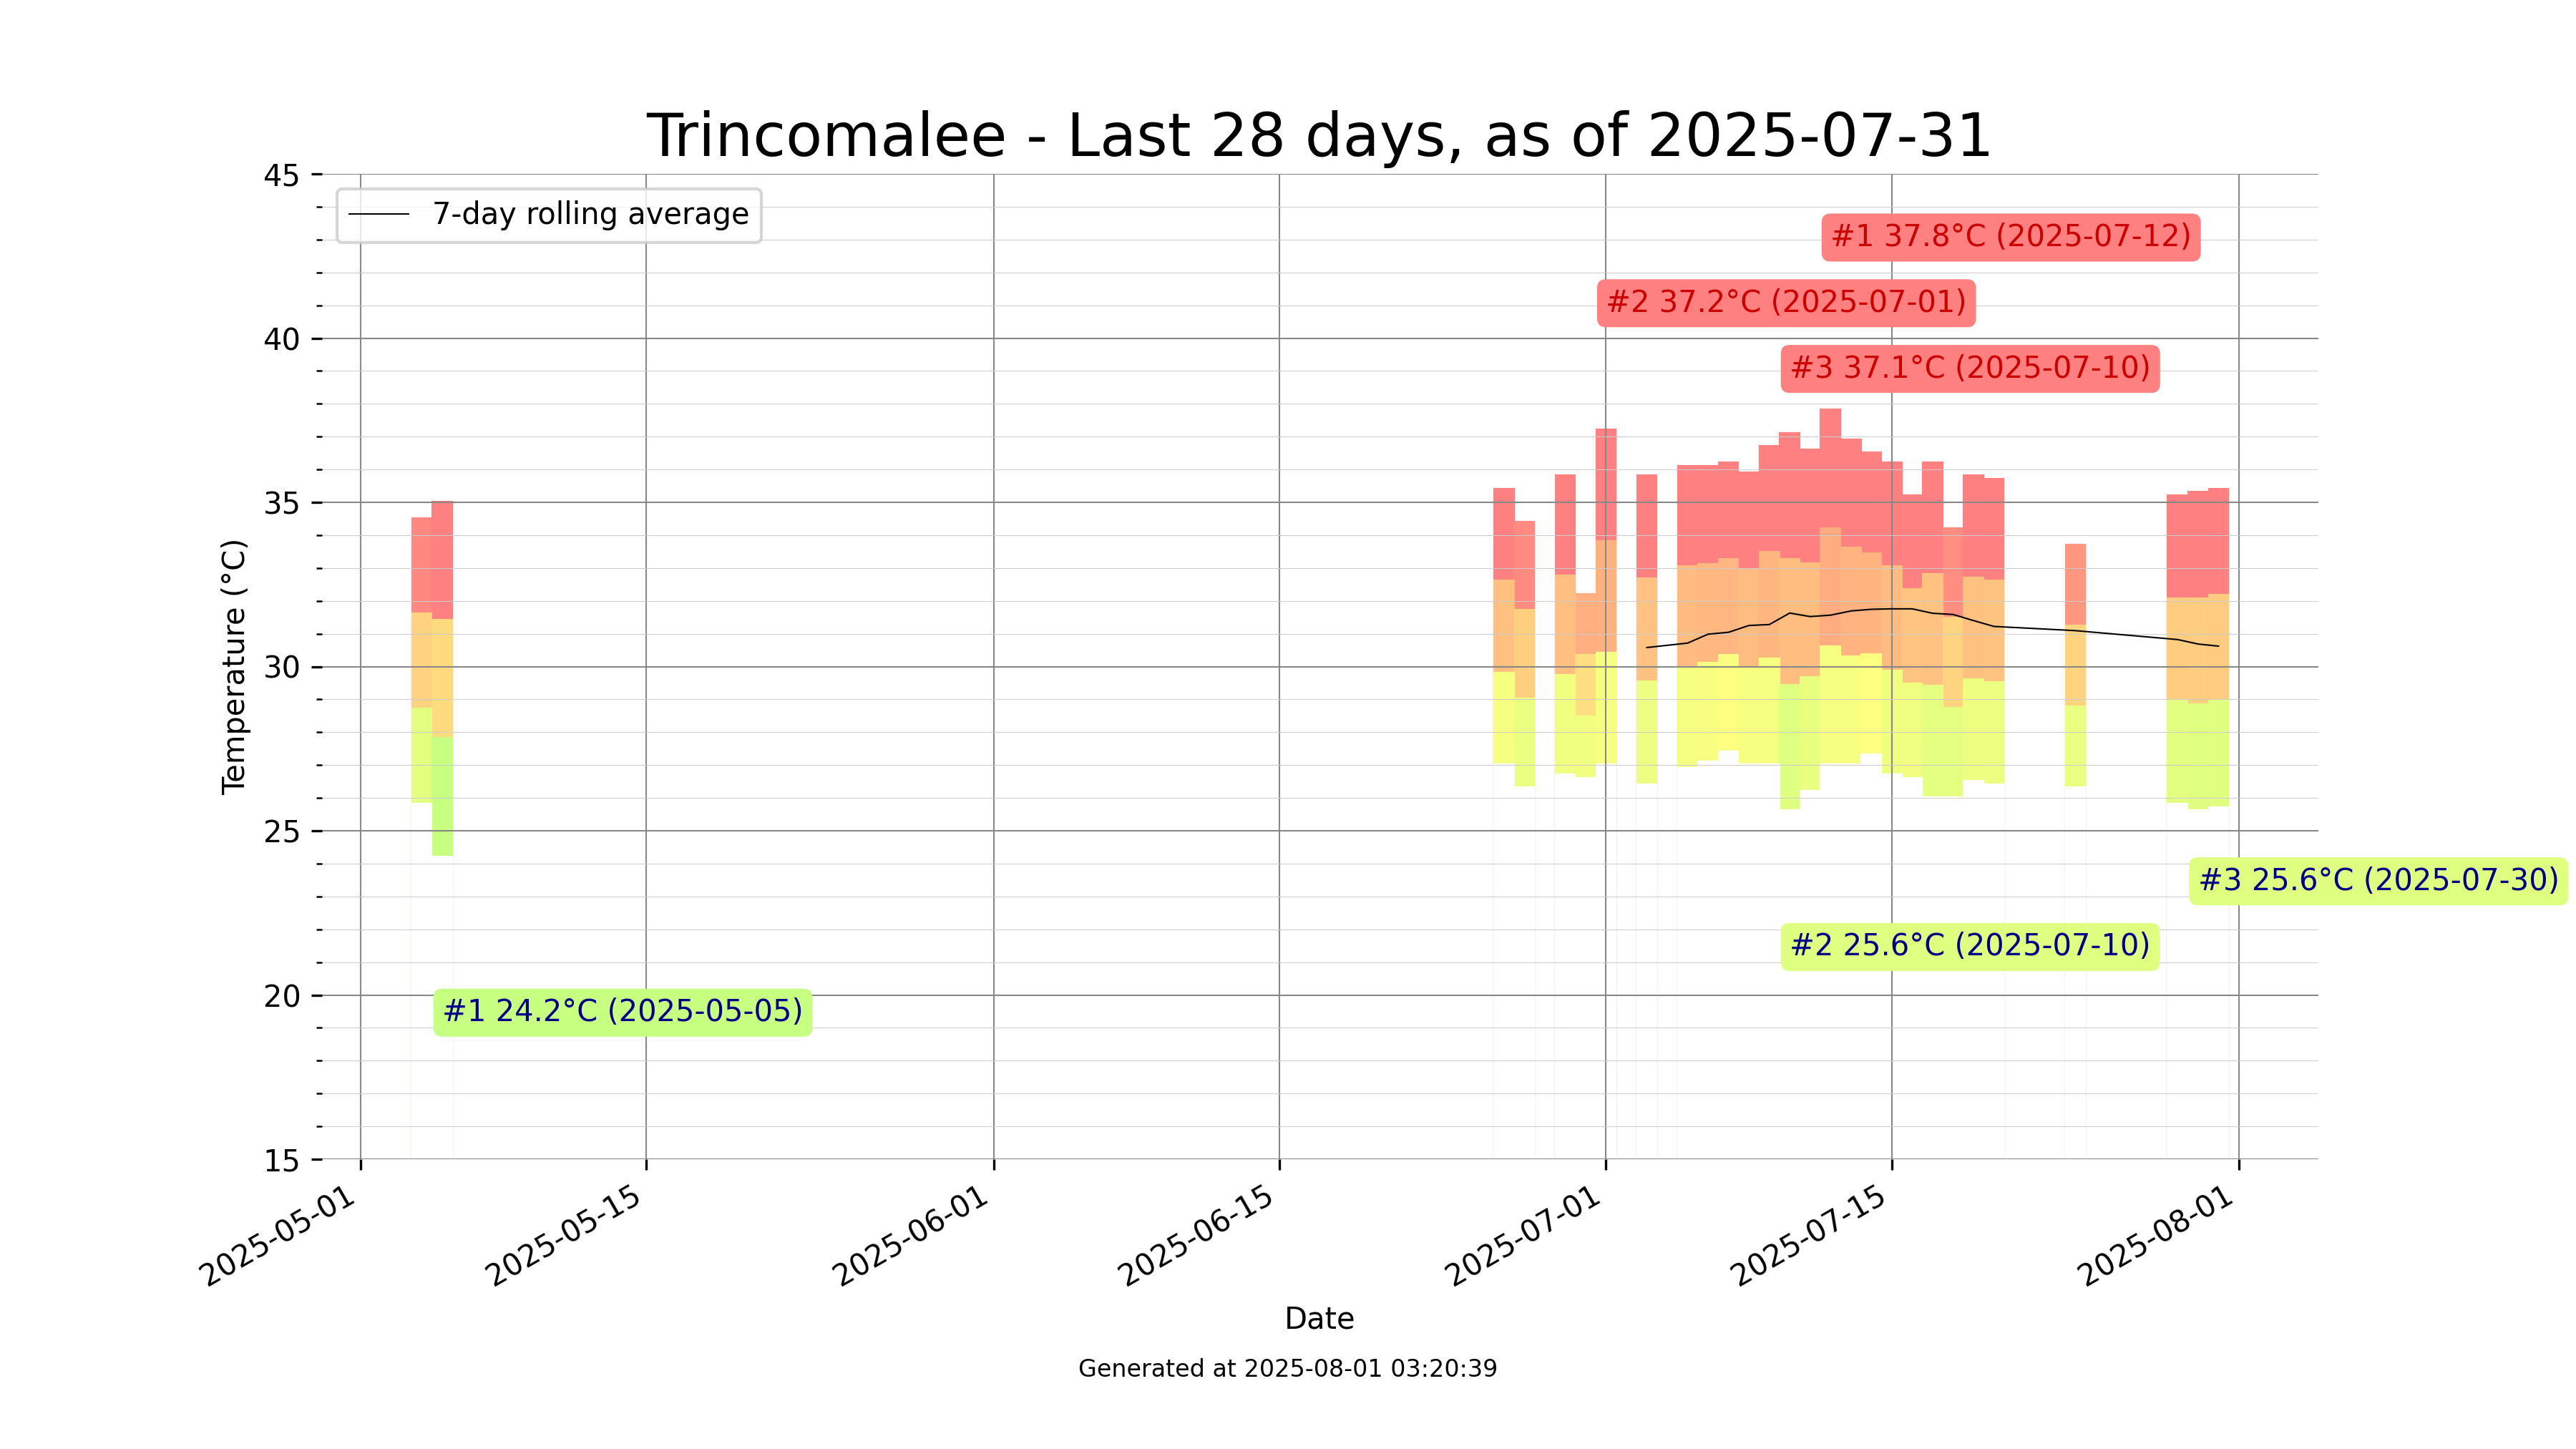 Trincomalee - Last 28 days, as of 2025-07-31
7-day rolling average
#1 37.8°C (2025-07-12)
#2 37.2°C (2025-07-01)
#3 37.1°C (2025-07-10)
#3 25.6°C (2025-07-30)
#2 25.6°C (2025-07-10)
#1 24.2°C (2025-05-05)
Temperature (°C)
45
40
35
30
25
20
15
2025-05-01
2025-05-15
2025-06-01
2025-06-15
2025-07-01
2025-07-15
2025-08-01
Date
Generated at 2025-08-01 03:20:39